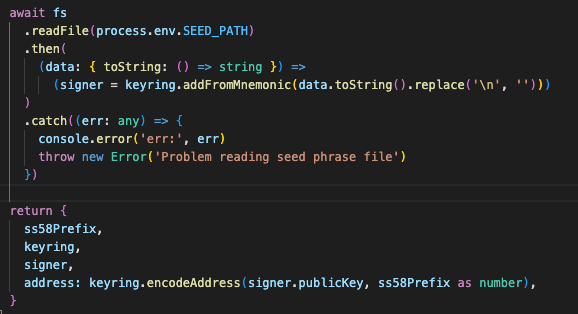 await fs
.readFile(process.env.SEED_PATH)
.then(
(data: { toString: () => string }) =>
(signer = keyring.addFromMnemonic(data.toString().replace('\n', '')))
)
.catch((err: any) => {
console.error('err:', err)
throw new Error('Problem reading seed phrase file')
})
return {
ss58Prefix,
keyring,
signer,
address: keyring.encodeAddress(signer.publicKey, ss58Prefix as number),
}